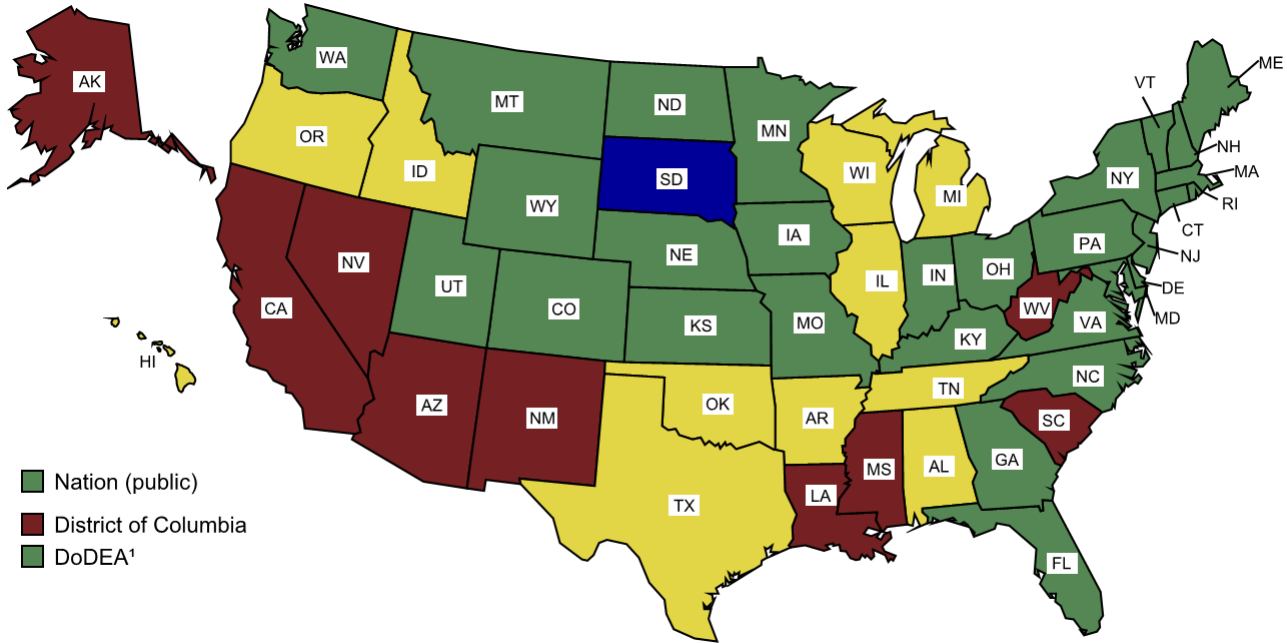 WA
AK
MT
ND
MN
OR
ID
SD
WI
MI
VT
ME
NH
NY
MA
RI
CT
WY
IA
NE
PA
NJ
NV
UT
CO
IL
IN
OH
DE
WV
MD
CA
KS
MO
KY
VA
HI
AZ
NM
OK
AR
TN
NC
SC
TX
LA
MS
AL
GA
FL
Nation (public)
District of Columbia
DoDEA¹